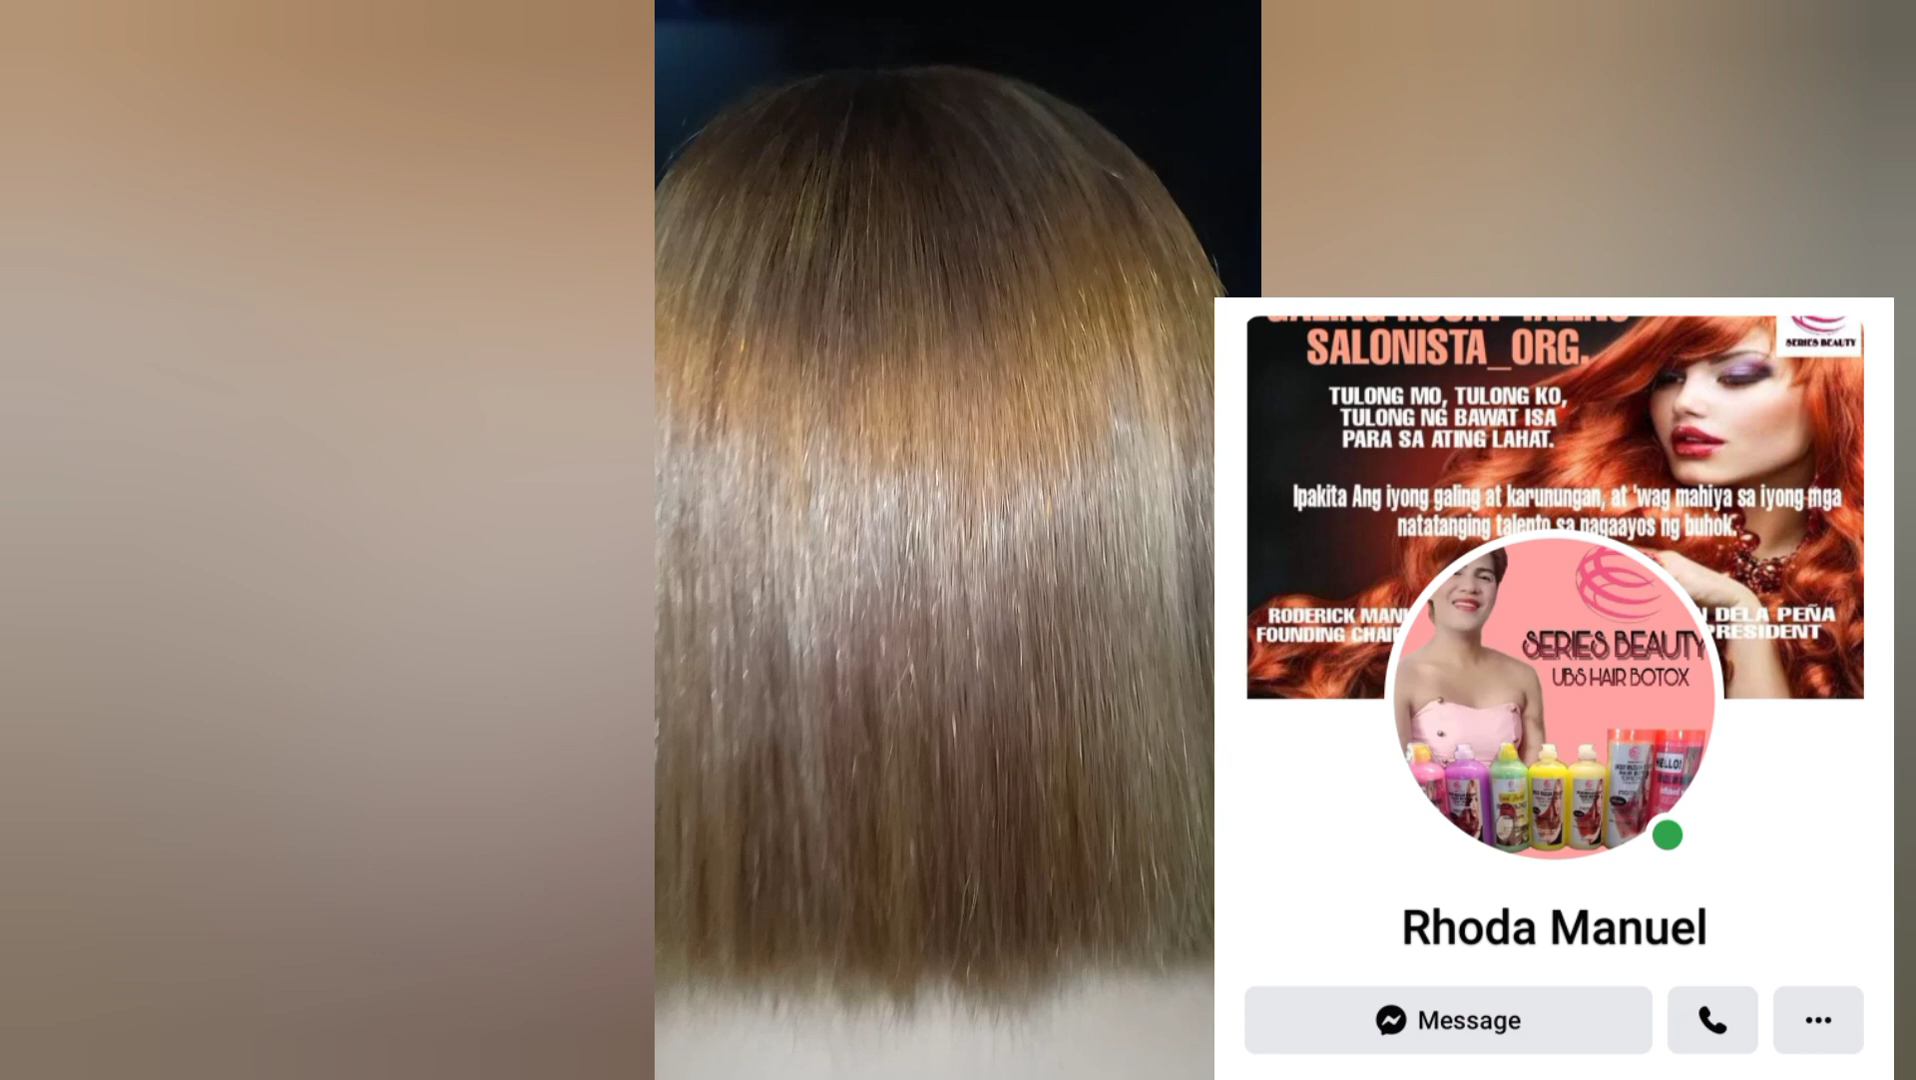 SALONISTA_ORG.
SERIES BEAUTY
TULONG MO, TULONG KO,
TULONG NG BAWAT ISA
PARA SA ATING LAHAT.
Ipakita Ang iyong galing at karunungan, at 'wag mahiya sa iyong mga
natatanging talento sa pagaayos ng buhok.
RODERICK
FOUNDING
DELA PEÑA
PRESIDENT
SERIES BEAUTY
UBS HAIR BOTOX
HELLO!
Rhoda Manuel
Message